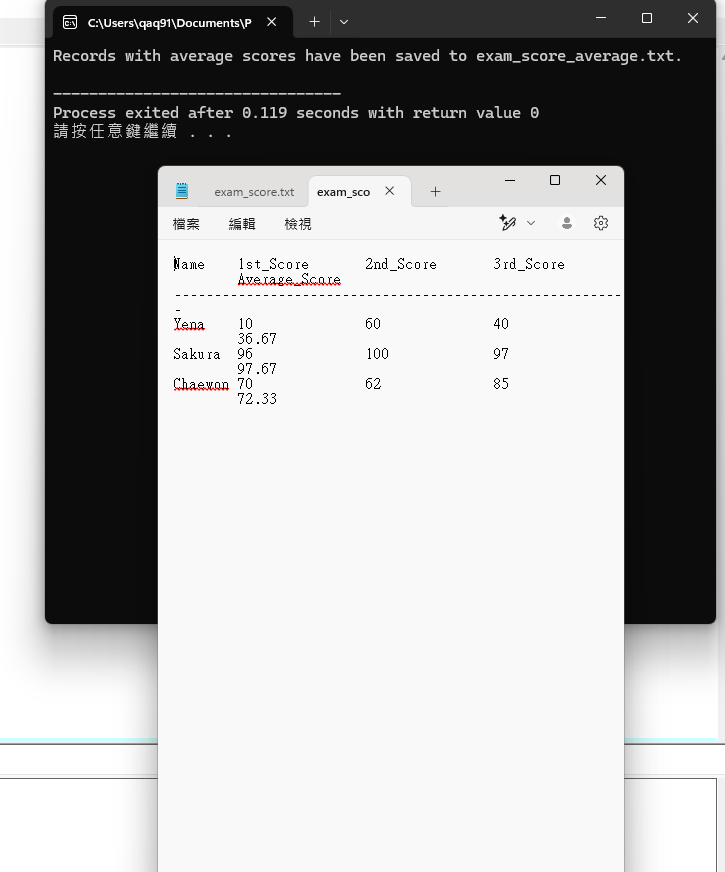 C:\Users\qaq91\Documents\P
Records with average scores have been saved to exam_score_average.txt.
--------------------------------
Process exited after 0.119 seconds with return value 0
請按任意鍵繼續 . . .
exam_score.txt exam_sco
檔案 編輯 檢視
Name 1st_Score 2nd_Score 3rd_Score
Average_Score
---------------------------------------------------------
-
Yena 10 60 40
36.67
Sakura 96 100 97
97.67
Chaewon 70 62 85
72.33